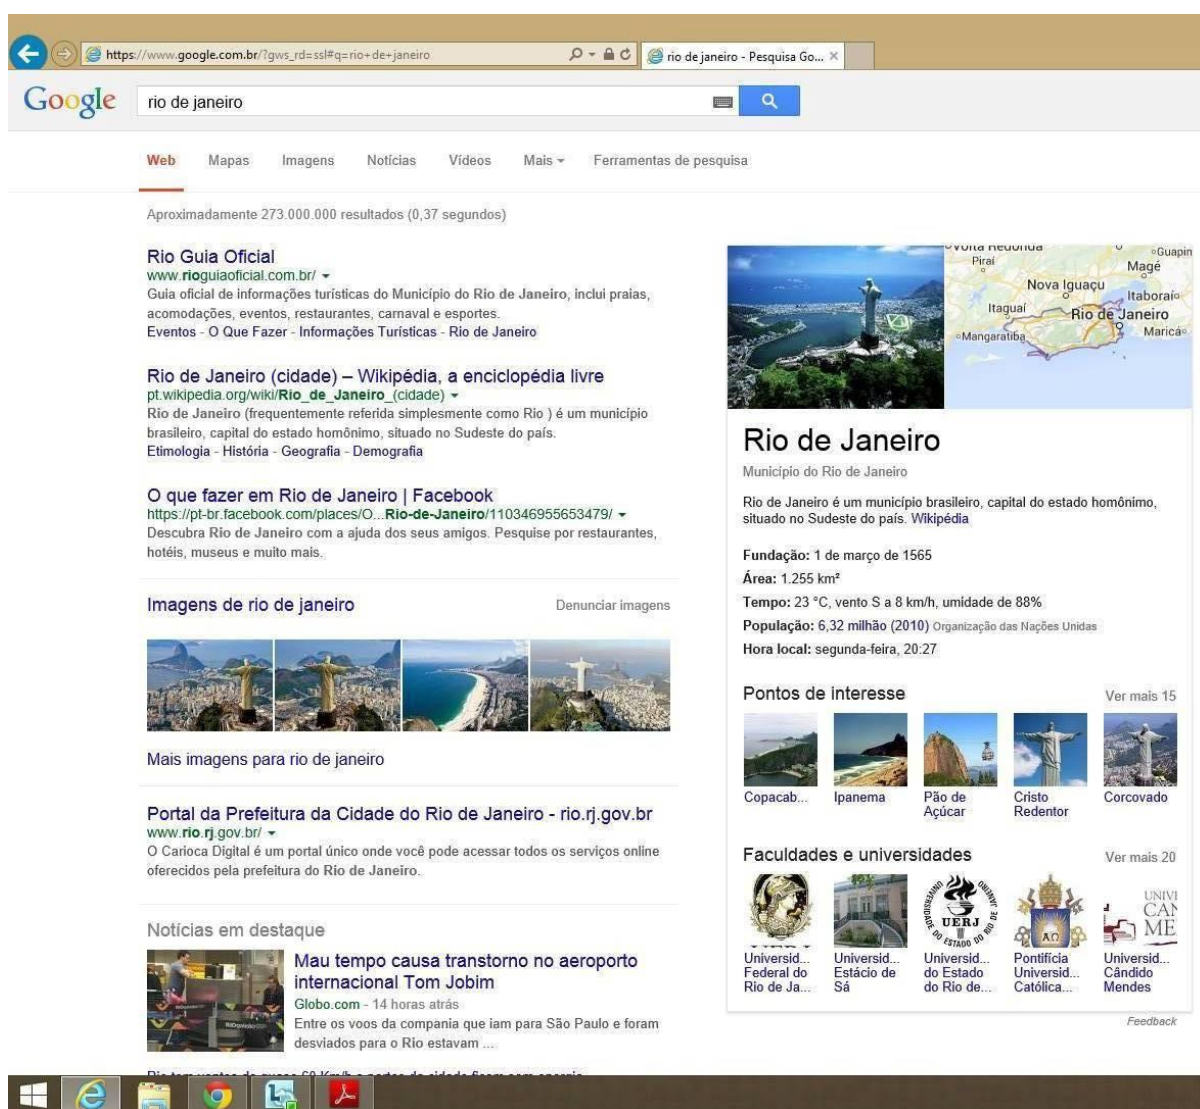 https://www.google.com.br/?gws_rd=ssl#q=rio+de+janeiro
rio de janeiro - Pesquisa Go...
Google
rio de janeiro
Web Mapas Imagens Notícias Vídeos Mais Ferramentas de pesquisa
Aproximadamente 273.000.000 resultados (0,37 segundos)
Rio Guia Oficial
www.rioguiaoficial.com.br/
Guia oficial de informações turísticas do Município do Rio de Janeiro, inclui praias,
acomodações, eventos, restaurantes, carnaval e esportes.
Eventos - O Que Fazer - Informações Turísticas - Rio de Janeiro
Rio de Janeiro (cidade) – Wikipédia, a enciclopédia livre
pt.wikipedia.org/wiki/Rio_de_Janeiro_(cidade)
Rio de Janeiro (frequentemente referida simplesmente como Rio ) é um município
brasileiro, capital do estado homônimo, situado no Sudeste do país.
Etimologia - História - Geografia - Demografia
O que fazer em Rio de Janeiro | Facebook
https://pt-br.facebook.com/places/O...Rio-de-Janeiro/110346955653479/
Descubra Rio de Janeiro com a ajuda dos seus amigos. Pesquise por restaurantes,
hotéis, museus e muito mais.
Imagens de rio de janeiro
Denunciar imagens
Mais imagens para rio de janeiro
Portal da Prefeitura da Cidade do Rio de Janeiro - rio.rj.gov.br
www.rio.rj.gov.br/
O Carioca Digital é um portal único onde você pode acessar todos os serviços online
oferecidos pela prefeitura do Rio de Janeiro.
Notícias em destaque
Mau tempo causa transtorno no aeroporto
internacional Tom Jobim
Globo.com - 14 horas atrás
Entre os voos da compania que iam para São Paulo e foram
desviados para o Rio estavam ...
Volta Redonda
Guapin
Piraí
Magé
Nova Iguaçu
Itaboraí
Itaguaí
Rio de Janeiro
Mangaratiba
Maricá
Rio de Janeiro
Município do Rio de Janeiro
Rio de Janeiro é um município brasileiro, capital do estado homônimo,
situado no Sudeste do país. Wikipédia
Fundação: 1 de março de 1565
Área: 1.255 km²
Tempo: 23 °C, vento S a 8 km/h, umidade de 88%
População: 6,32 milhão (2010) Organização das Nações Unidas
Hora local: segunda-feira, 20:27
Pontos de interesse
Ver mais 15
Copacab...
Ipanema
Pão de
Açúcar
Cristo
Redentor
Corcovado
Faculdades e universidades
Ver mais 20
UERJ
UNIVERSIDADE DO ESTADO DO RIO DE JANEIRO
UNIVE
CAN
ME
Universid...
Federal do
Rio de Ja...
Universid...
Estácio de
Sá
Universid...
do Estado
do Rio de...
Pontifícia
Universid...
Católica...
Universid...
Cândido
Mendes
Feedback